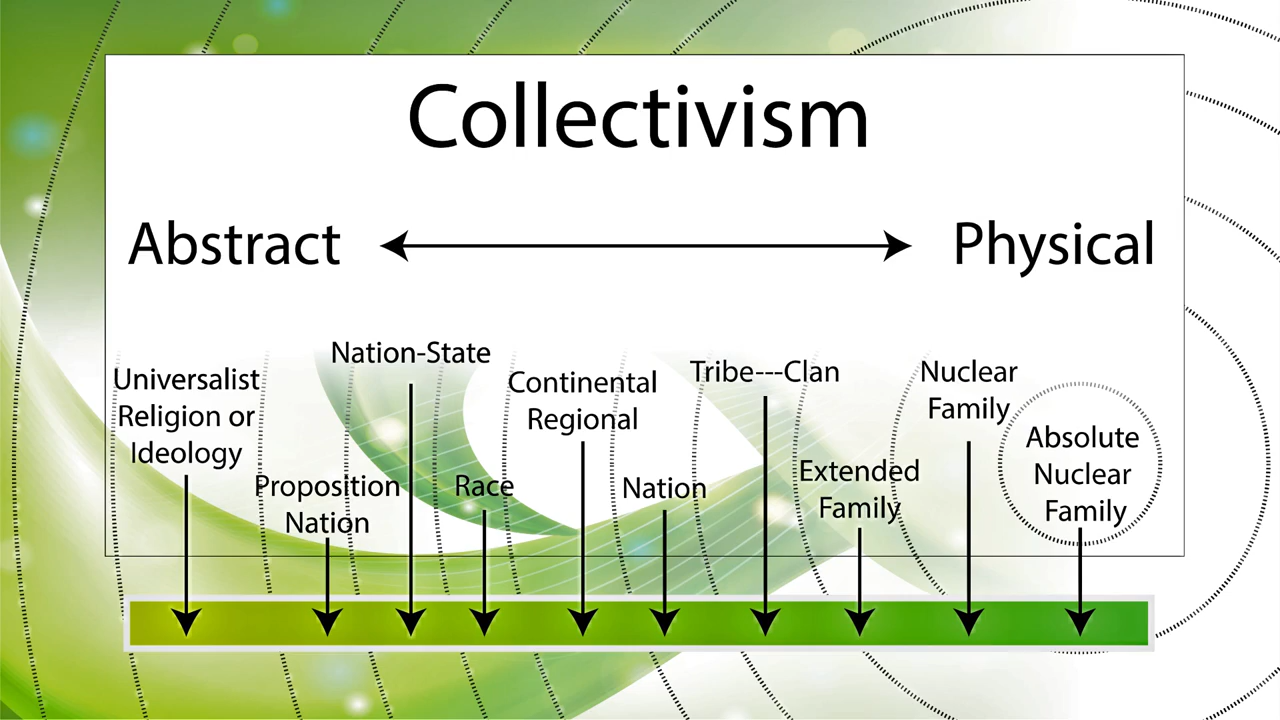 Collectivism
Abstract
Physical
Universalist
Religion or
Ideology
Proposition
Nation
Nation-State
Race
Continental
Regional
Nation
Tribe---Clan
Extended
Family
Nuclear
Family
Absolute
Nuclear
Family